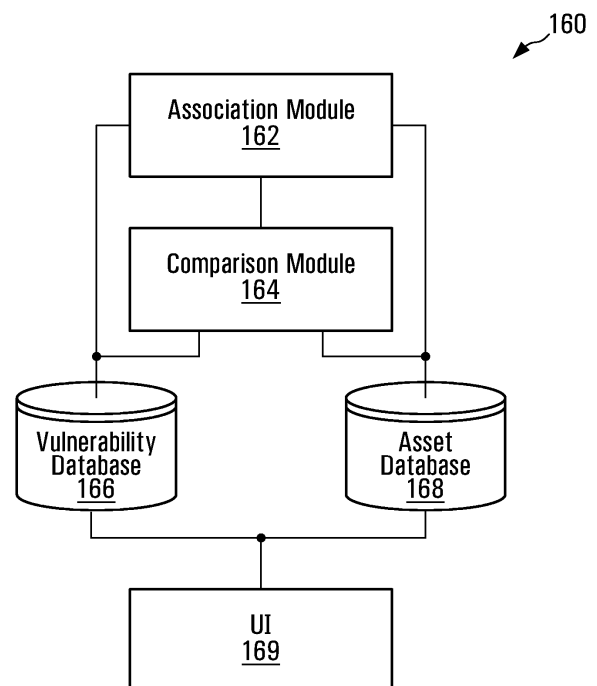 160
Association Module
162
Comparison Module
164
Vulnerability
Database
166
Asset
Database
168
UI
169